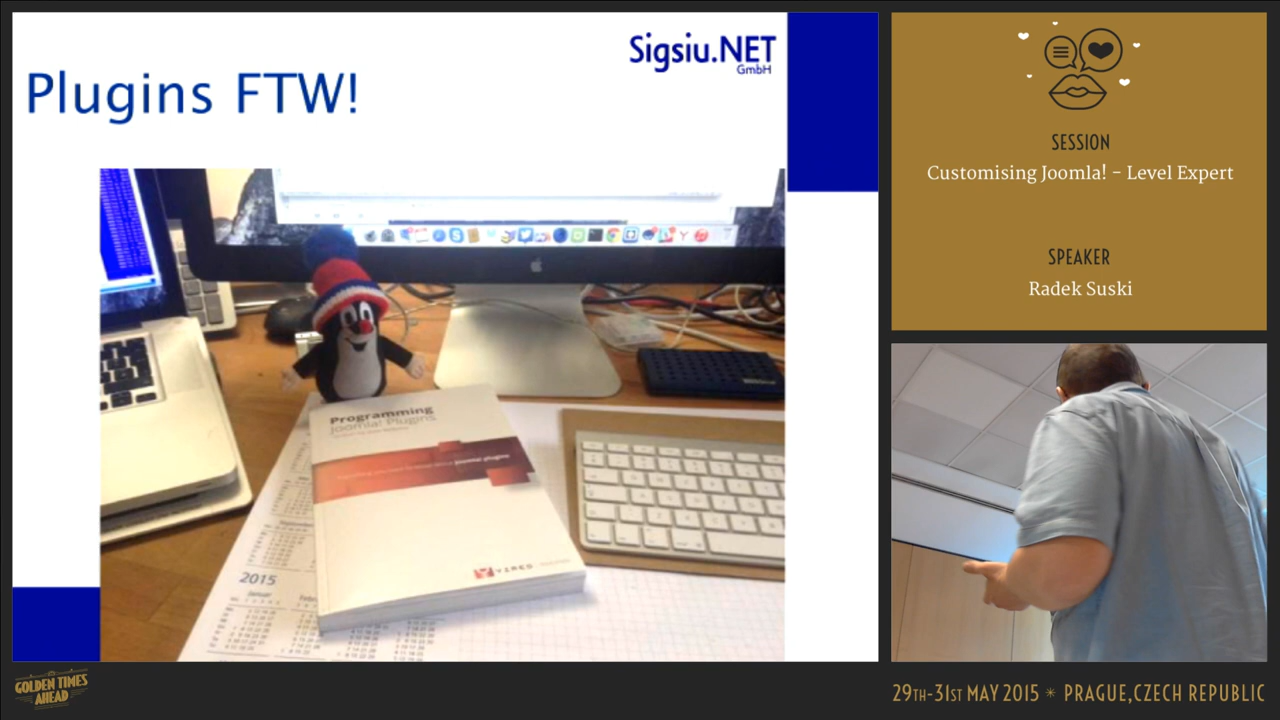 Sigsiu.NET
GmbH
Plugins FTW!
Programming
Joomla! Plugins
2015
Januar
SESSION
Customising Joomla! - Level Expert
SPEAKER
Radek Suski
GOLDEN TIMES
AHEAD
29TH-31ST MAY 2015 * PRAGUE,CZECH REPUBLIC